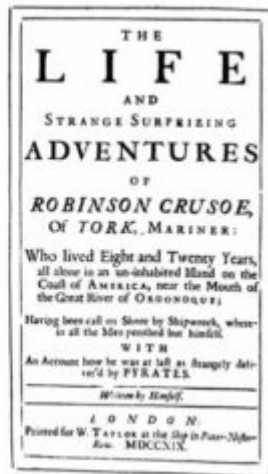 THE
LIFE
AND
STRANGE SURPRIZING
ADVENTURES
OF
ROBINSON CRUSOE,
Of YORK, MARINER:
Who lived Eight and Twenty Years,
all alone in an un-inhabited Island on the
Coast of AMERICA, near the Mouth of
the Great River of OROONOQUE;
Having been cast on Shore by Shipwreck, where-
in all the Men perished but himself.
WITH
An Account how he was at last as strangely deli-
ver'd by PYRATES.
Written by Himself.
LONDON:
Printed for W. TAYLOR at the Ship in Pater-Noster-
Row. MDCCXIX.